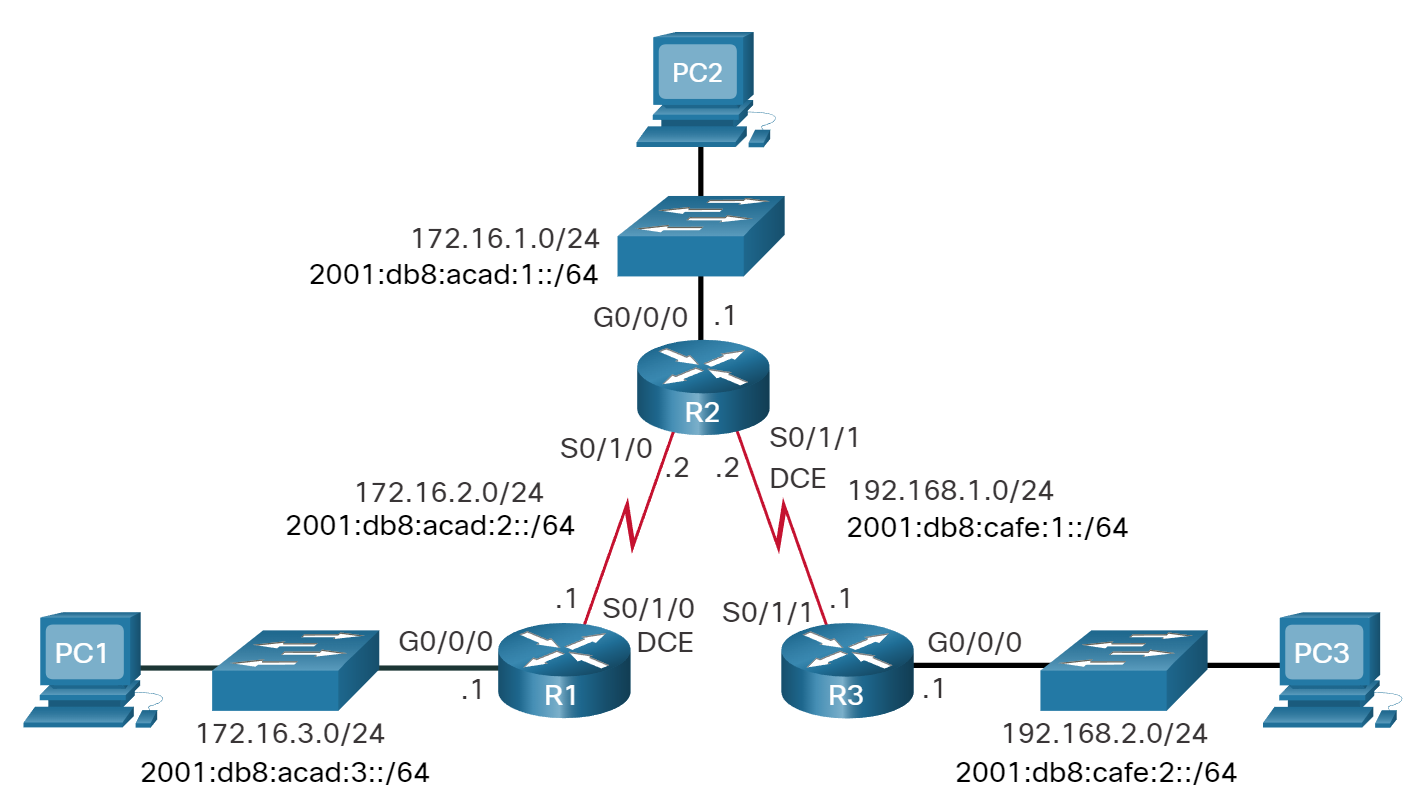 PC2
172.16.1.0/24
2001:db8:acad:1::/64
G0/0/0
.1
R2
S0/1/0
.2
.2
S0/1/1
DCE
172.16.2.0/24
2001:db8:acad:2::/64
192.168.1.0/24
2001:db8:cafe:1::/64
.1
S0/1/0
DCE
S0/1/1
.1
PC1
G0/0/0
.1
R1
R3
G0/0/0
.1
PC3
172.16.3.0/24
2001:db8:acad:3::/64
192.168.2.0/24
2001:db8:cafe:2::/64